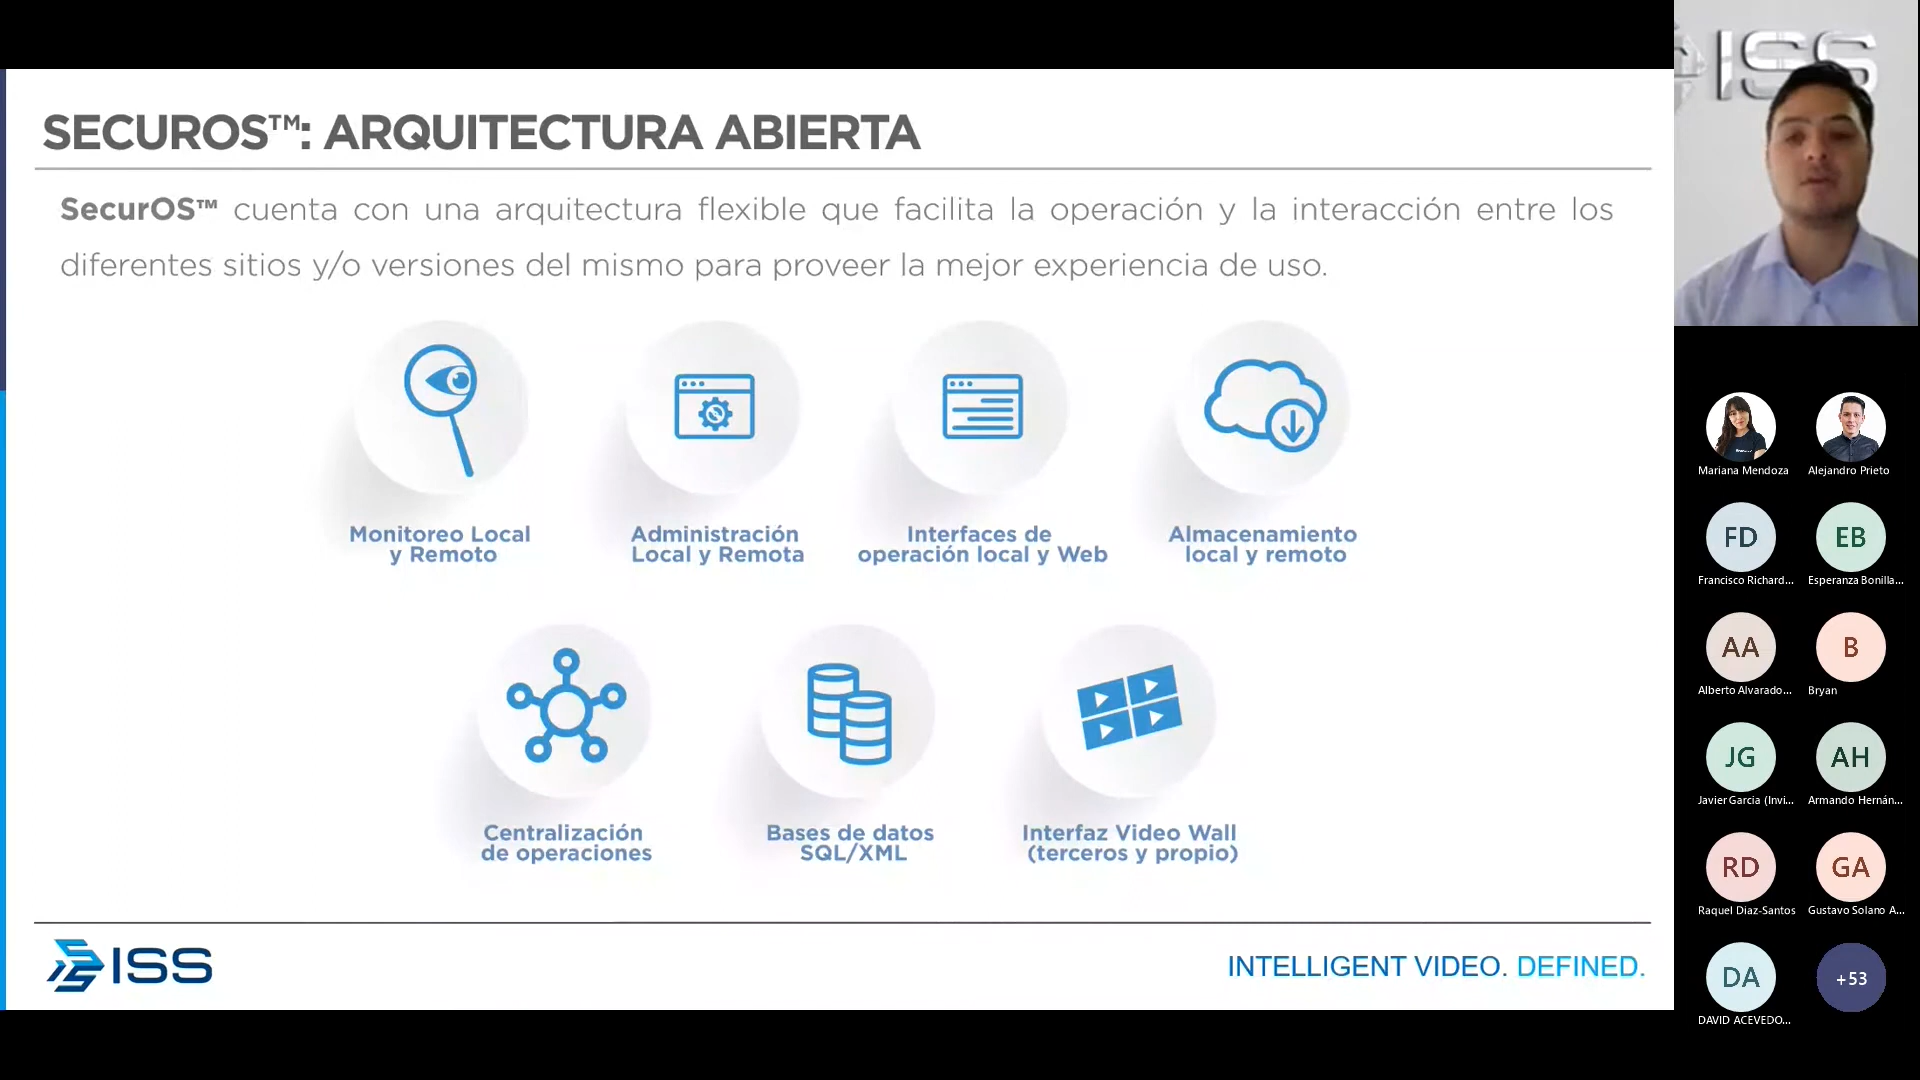 SECUROS™: ARQUITECTURA ABIERTA
SecurOS™ cuenta con una arquitectura flexible que facilita la operación y la interacción entre los
diferentes sitios y/o versiones del mismo para proveer la mejor experiencia de uso.
Monitoreo Local
y Remoto
Administración
Local y Remota
Interfaces de
operación local y Web
Almacenamiento
local y remoto
Centralización
de operaciones
Bases de datos
SQL/XML
Interfaz Video Wall
(terceros y propio)
ISS
INTELLIGENT VIDEO. DEFINED.
ISS
Mariana Mendoza
Alejandro Prieto
FD
Francisco Richard...
EB
Esperanza Bonilla...
AA
Alberto Alvarado...
B
Bryan
JG
Javier Garcia (Invi...
AH
Armando Hernán...
RD
Raquel Diaz-Santos
GA
Gustavo Solano A...
DA
DAVID ACEVEDO...
+53